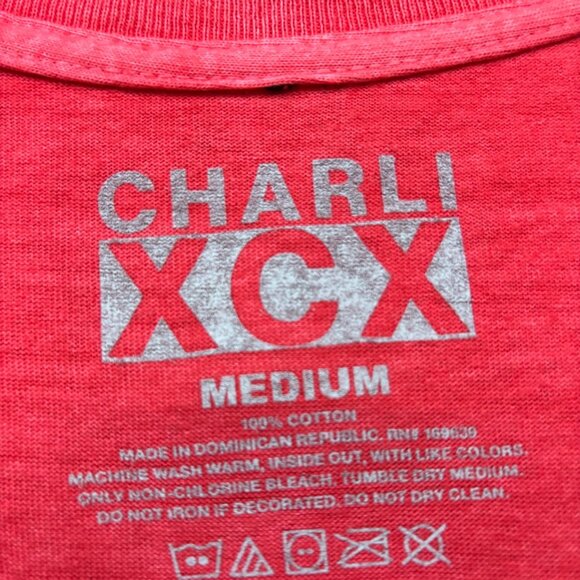 CHARLI
XCX
MEDIUM
100% COTTON
MADE IN DOMINICAN REPUBLIC. RN# 169639
MACHINE WASH WARM, INSIDE OUT, WITH LIKE COLORS.
ONLY NON-CHLORINE BLEACH. TUMBLE DRY MEDIUM.
DO NOT IRON IF DECORATED. DO NOT DRY CLEAN.